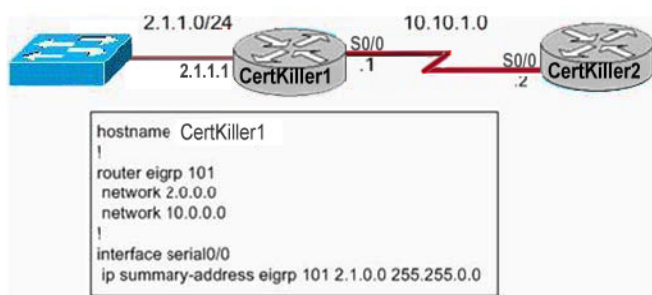 2.1.1.0/24
10.10.1.0
2.1.1.1
CertKiller1
S0/0
.1
S0/0
.2
CertKiller2
hostname CertKiller1
!
router eigrp 101
network 2.0.0.0
network 10.0.0.0
!
interface serial0/0
ip summary-address eigrp 101 2.1.0.0 255.255.0.0